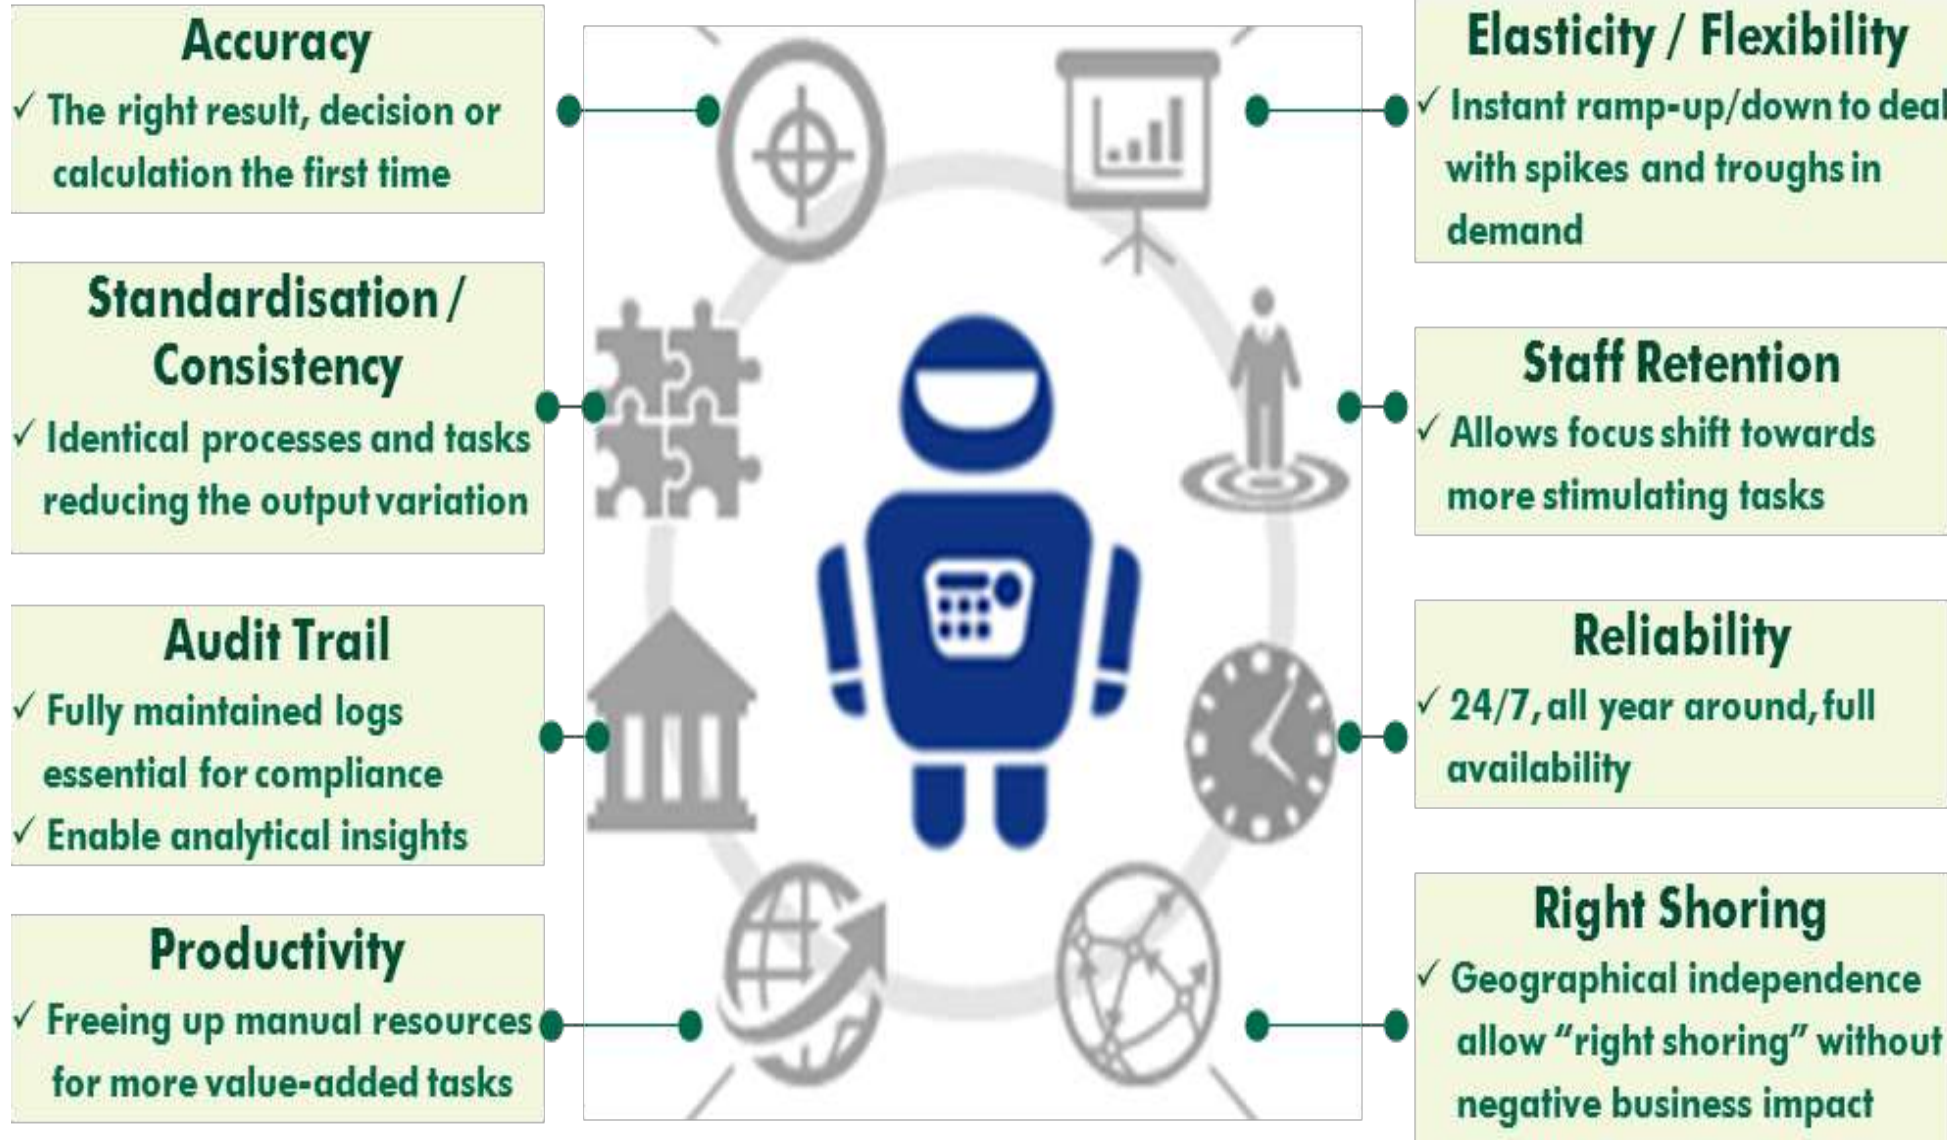 Accuracy
✓ The right result, decision or
calculation the first time
Standardisation /
Consistency
✓ Identical processes and tasks
reducing the output variation
Audit Trail
✓ Fully maintained logs
essential for compliance
✓ Enable analytical insights
Productivity
✓ Freeing up manual resources
for more value-added tasks
Elasticity / Flexibility
✓ Instant ramp-up/down to deal
with spikes and troughs in
demand
Staff Retention
✓ Allows focus shift towards
more stimulating tasks
Reliability
✓ 24/7, all year around, full
availability
Right Shoring
✓ Geographical independence
allow “right shoring” without
negative business impact